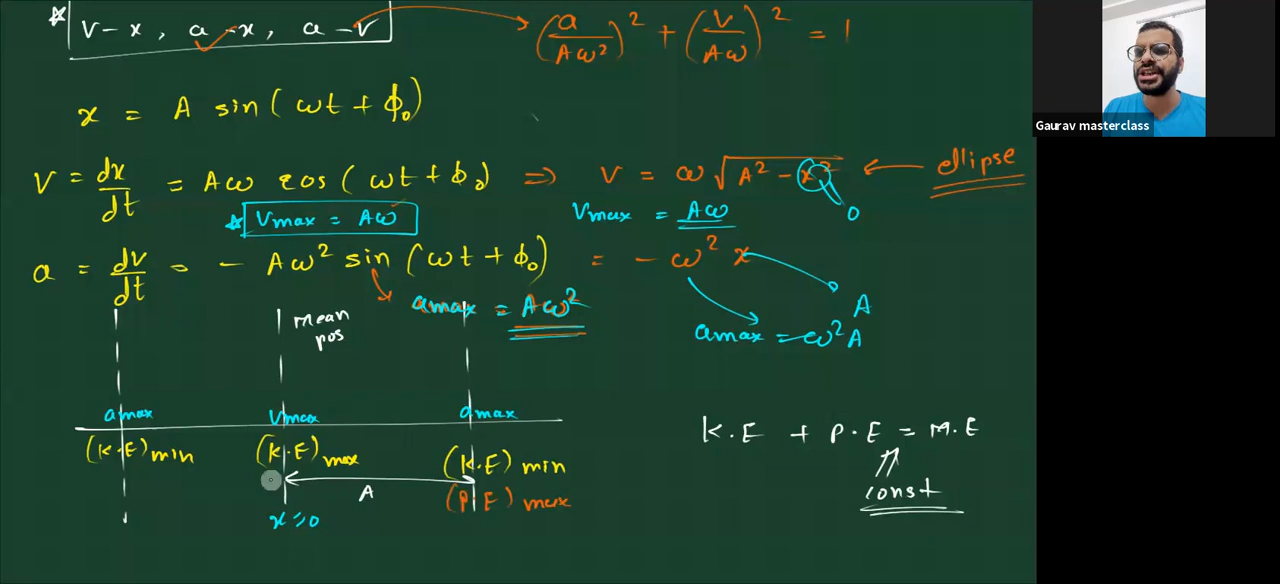 V-x, a-x, a-v (a/Aω²)² + (v/Aω)² = 1
x = A sin(ωt + ϕ₀)
Gaurav masterclass
V = dx/dt = Aω cos(ωt + ϕ₀) ⇒ v = ω√(A² - x²) ← ellipse
Vmax = Aω Vmax = Aω 0
a = dv/dt = - Aω² sin(ωt + ϕ₀) = - ω² x
amax = Aω² A
Mean pos
amax = ω²A
amax Vmax amax
(K.E)min (K.E)max (K.E)min K.E + P.E = M.E
A (P.E)max const
x=0